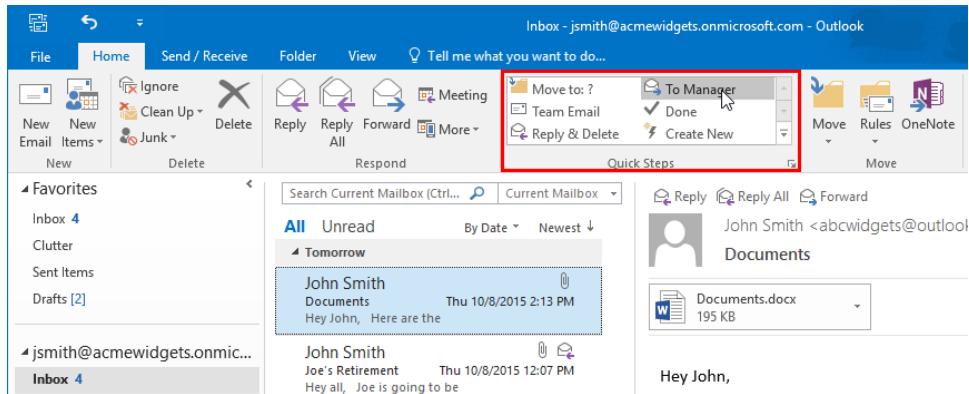 Inbox - jsmith@acmewidgets.onmicrosoft.com - Outlook
File Home Send / Receive Folder View Tell me what you want to do...
New Email
New Items
Ignore
Clean Up
Junk
Delete
Reply
Reply All
Forward
Meeting
More
Move to: ?
Team Email
Reply & Delete
To Manager
Done
Create New
Move
Rules
OneNote
New Delete Respond Quick Steps Move
Favorites
Inbox 4
Clutter
Sent Items
Drafts [2]
jsmith@acmewidgets.onmic...
Inbox 4
Search Current Mailbox (Ctrl... Current Mailbox
All Unread By Date Newest ↓
Tomorrow
John Smith
Documents Thu 10/8/2015 2:13 PM
Hey John, Here are the
John Smith
Joe's Retirement Thu 10/8/2015 12:07 PM
Hey all, Joe is going to be
Reply Reply All Forward
John Smith <abcwidgets@outlook
Documents
Documents.docx
195 KB
Hey John,